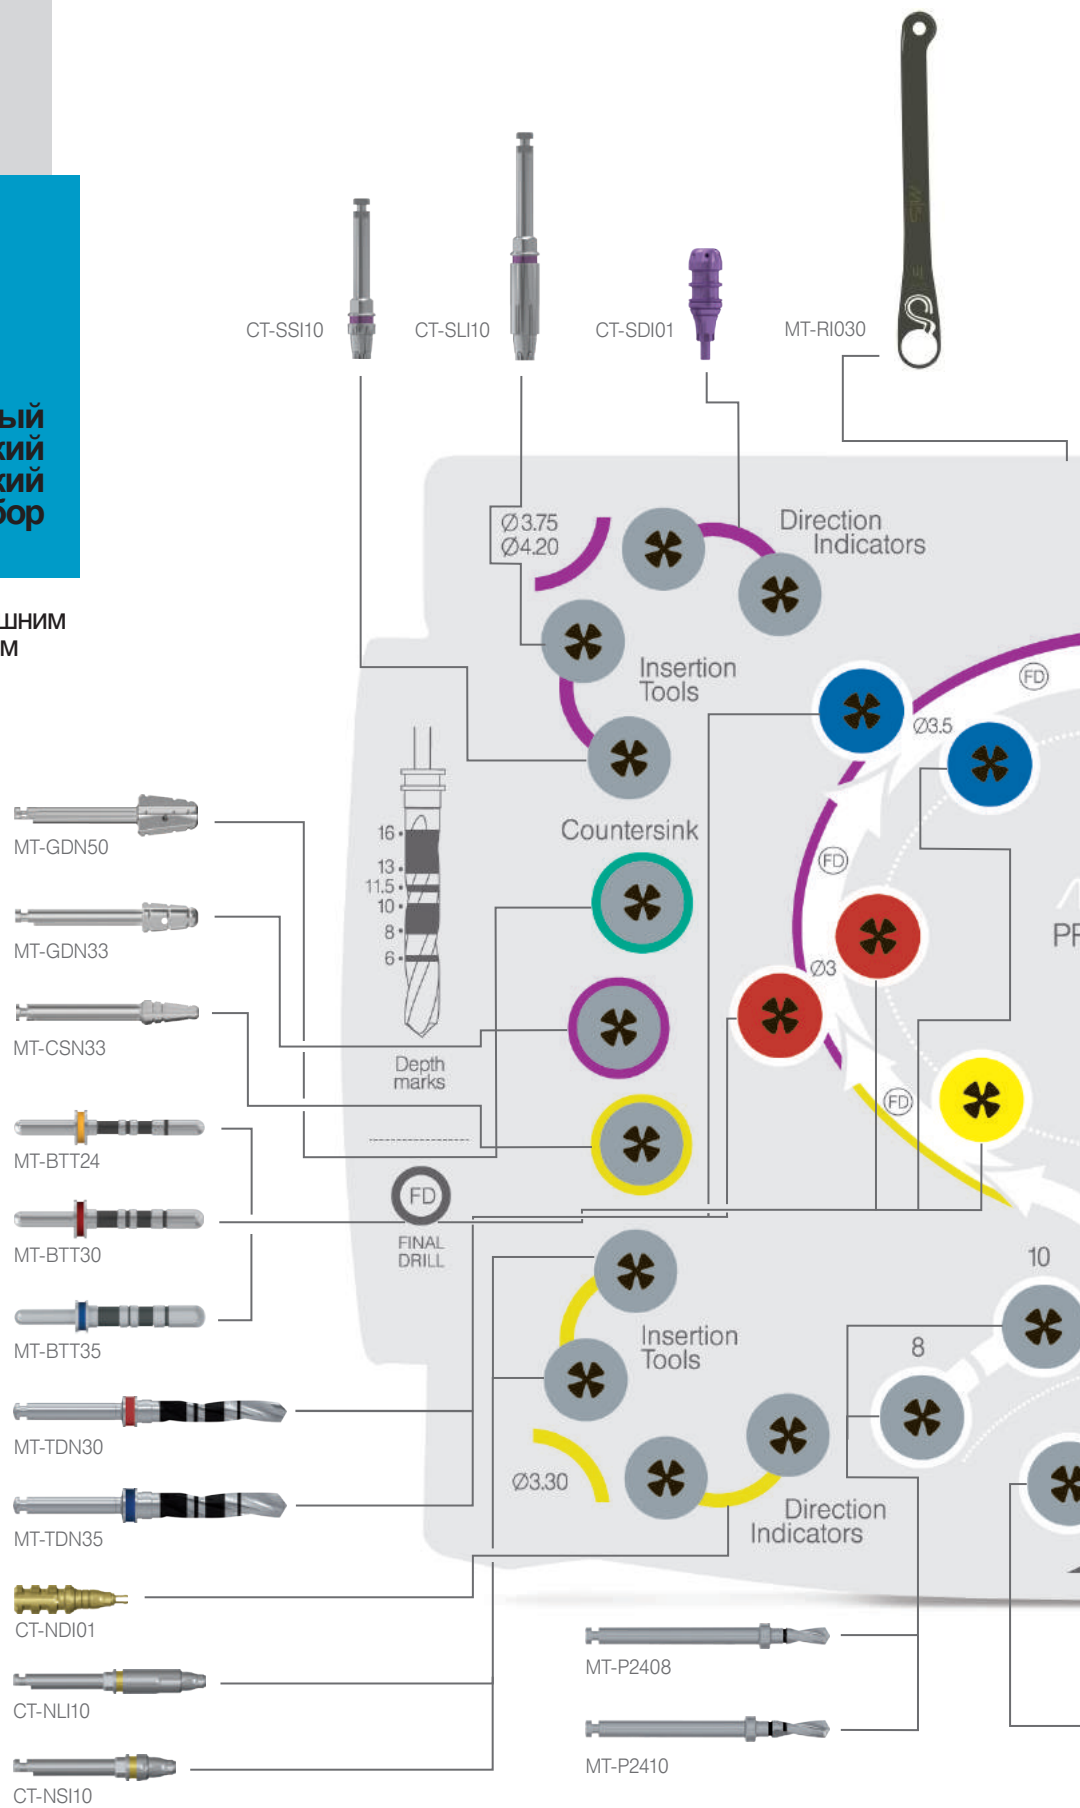 CT-SSI10
CT-SLI10
CT-SDI01
MT-RI030
ый
кий
кий
бор
шним
м
Ø3.75
Ø4.20
Direction
Indicators
Insertion
Tools
FD
Ø3.5
16
13
11.5
10
8
6
Depth
marks
Countersink
FD
PF
Ø3
FD
MT-GDN50
MT-GDN33
MT-CSN33
MT-BTT24
MT-BTT30
MT-BTT35
MT-TDN30
MT-TDN35
CT-NDI01
CT-NLI10
CT-NSI10
FD
FINAL
DRILL
10
8
Insertion
Tools
Ø3.30
Direction
Indicators
MT-P2408
MT-P2410